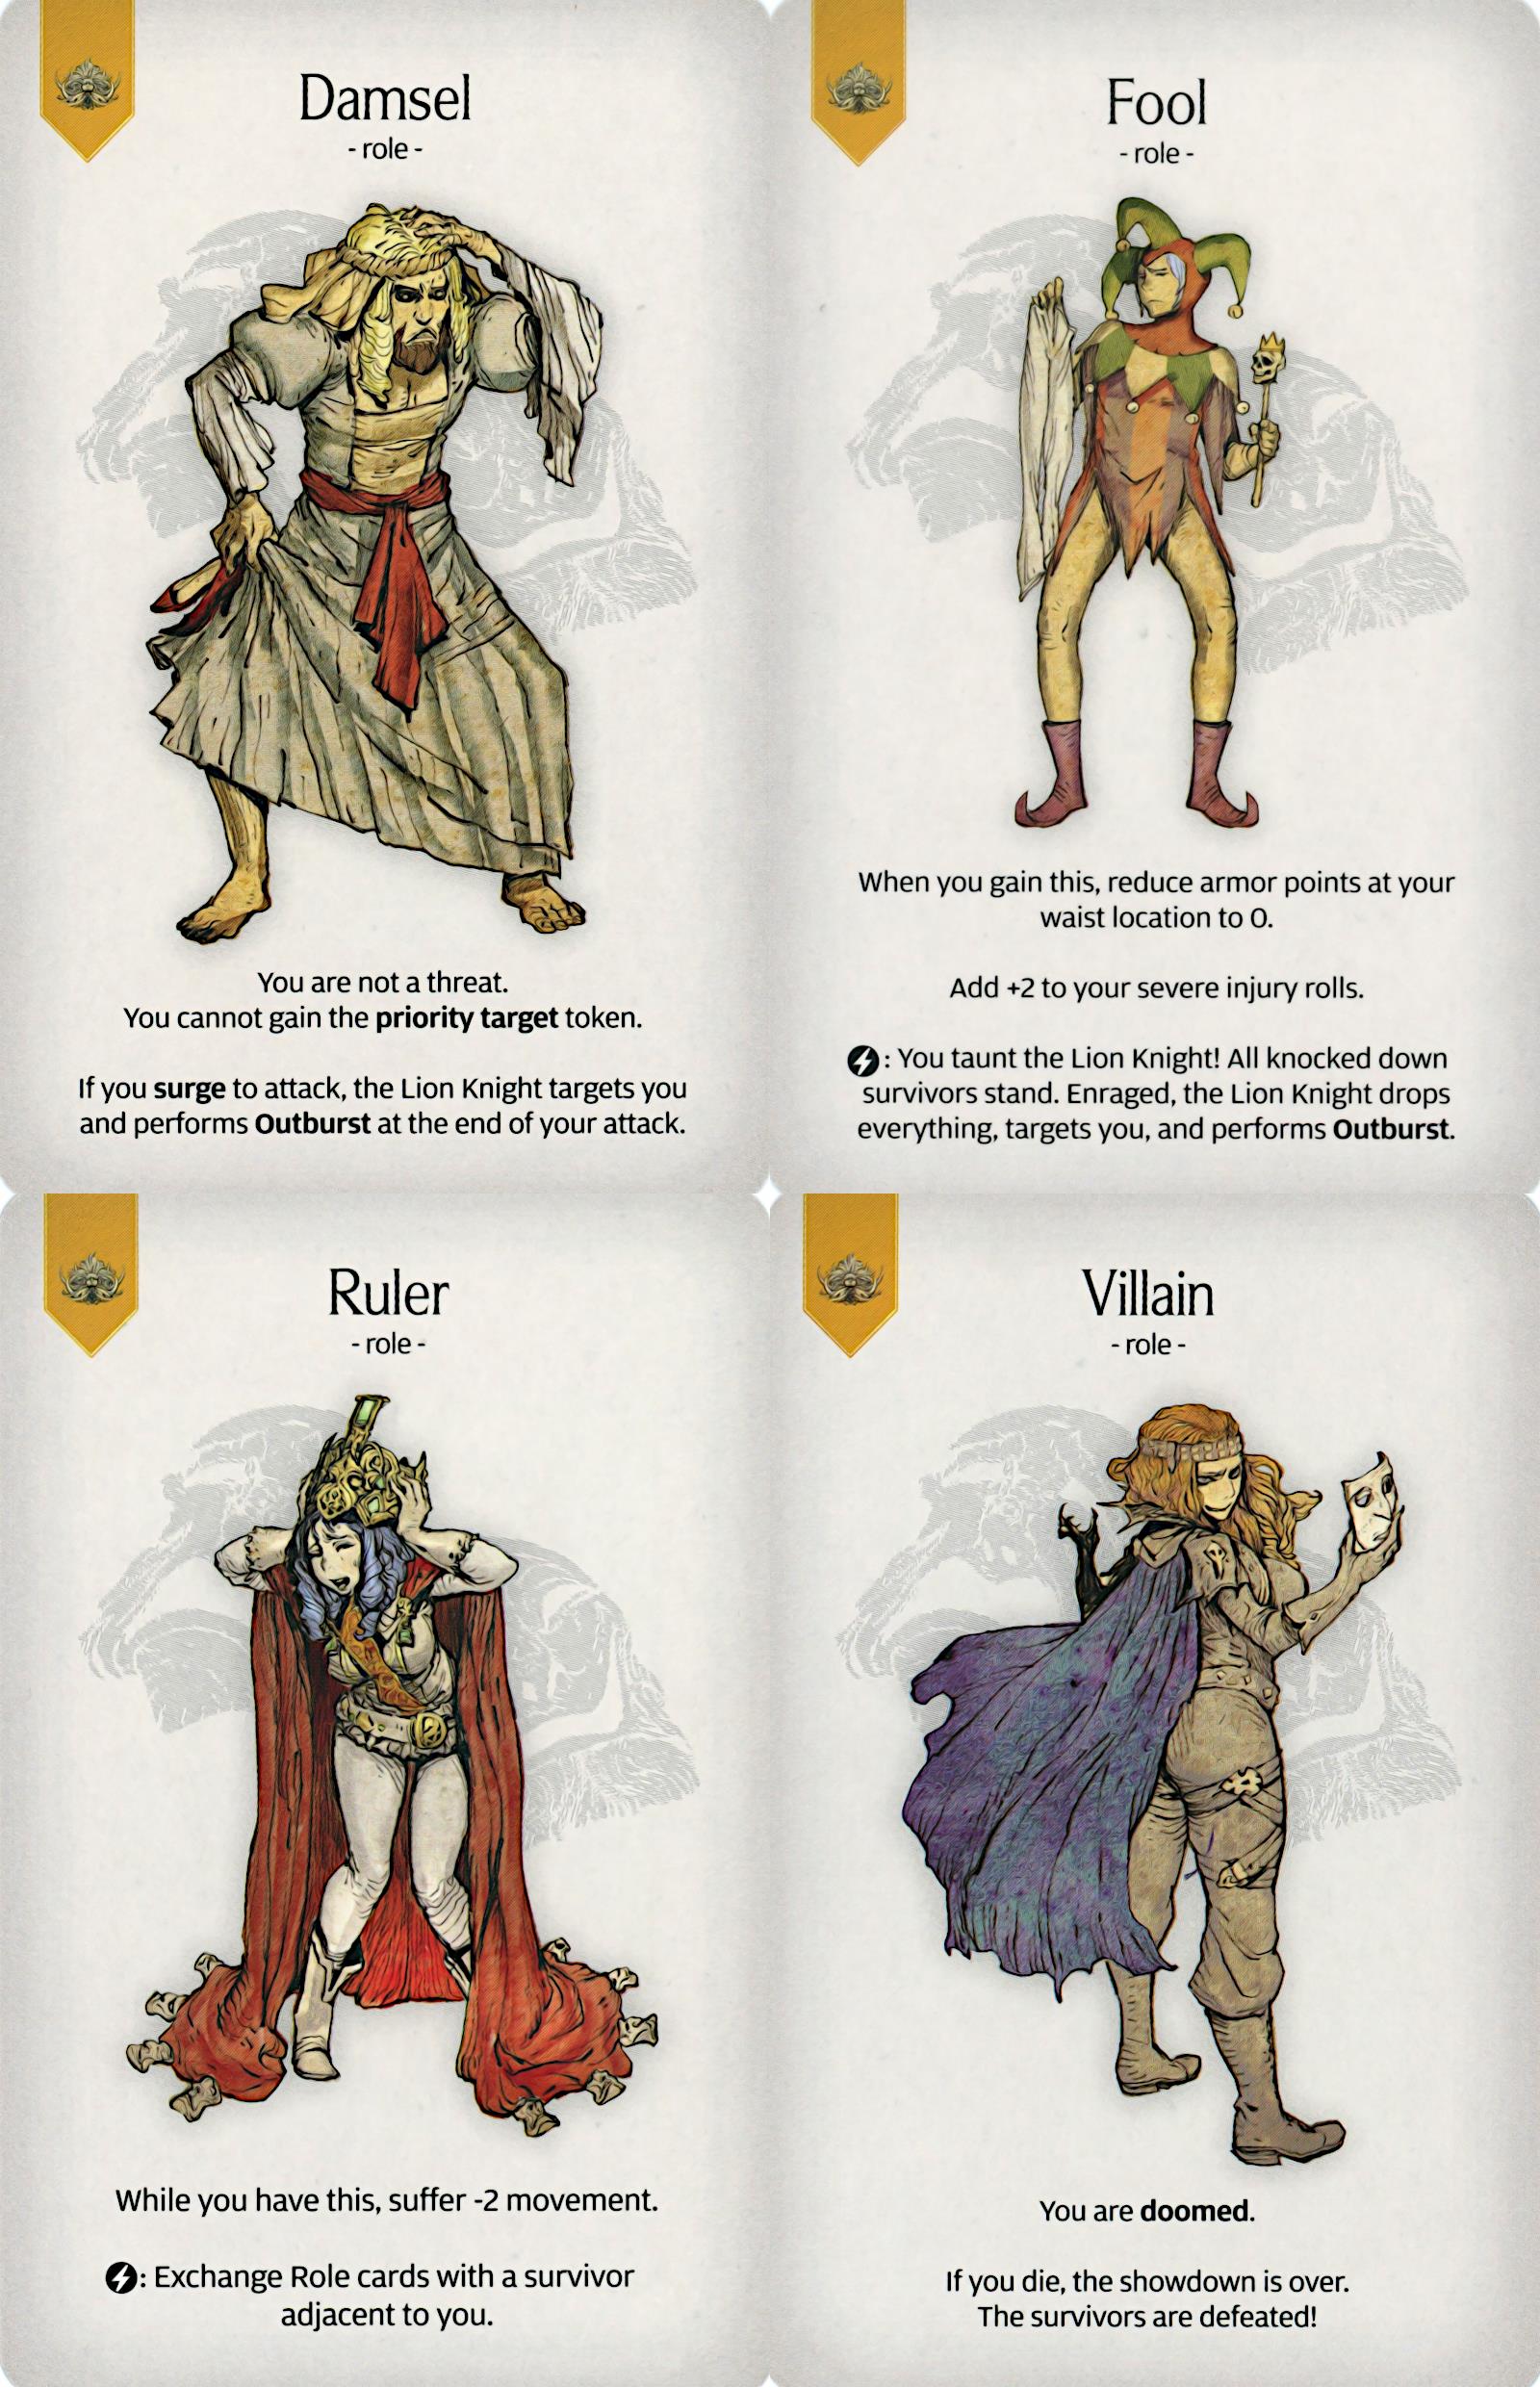 Damsel
- role -
You are not a threat.
You cannot gain the priority target token.
If you surge to attack, the Lion Knight targets you
and performs Outburst at the end of your attack.
Fool
- role -
When you gain this, reduce armor points at your
waist location to 0.
Add +2 to your severe injury rolls.
: You taunt the Lion Knight! All knocked down
survivors stand. Enraged, the Lion Knight drops
everything, targets you, and performs Outburst.
Ruler
- role -
While you have this, suffer -2 movement.
: Exchange Role cards with a survivor
adjacent to you.
Villain
- role -
You are doomed.
If you die, the showdown is over.
The survivors are defeated!